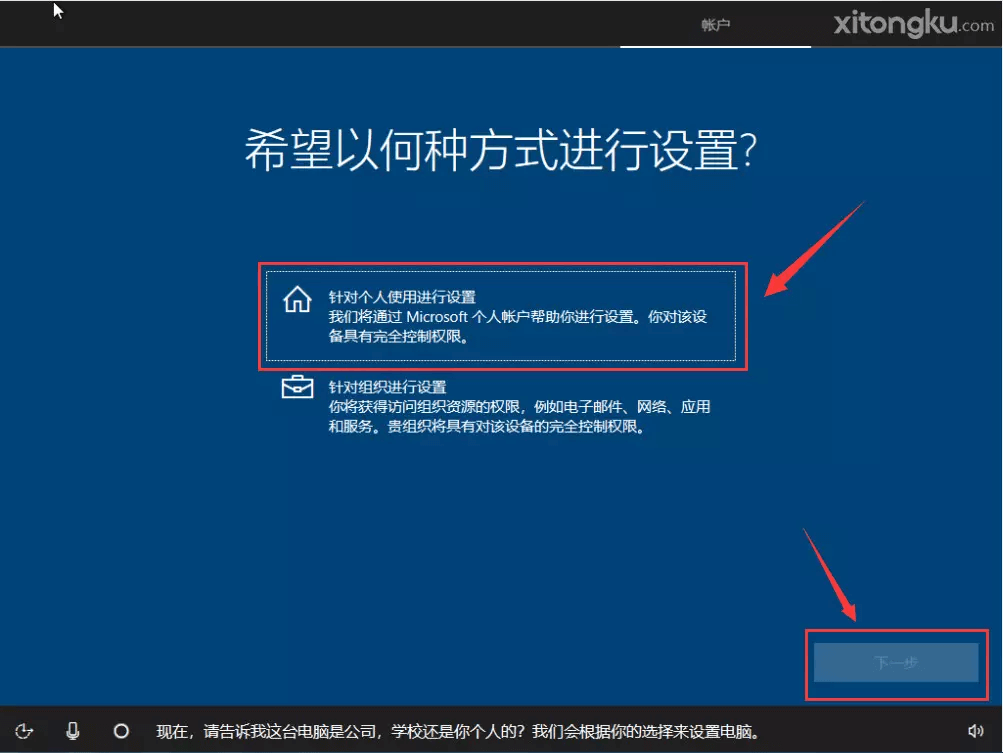 帐户
xitongku.com
希望以何种方式进行设置?
针对个人使用进行设置
我们将通过 Microsoft 个人帐户帮助你进行设置。你对该设
备具有完全控制权限。
针对组织进行设置
你将获得访问组织资源的权限，例如电子邮件、网络、应用
和服务。贵组织将具有对该设备的完全控制权限。
下一步
现在，请告诉我这台电脑是公司，学校还是你个人的？我们会根据你的选择来设置电脑。